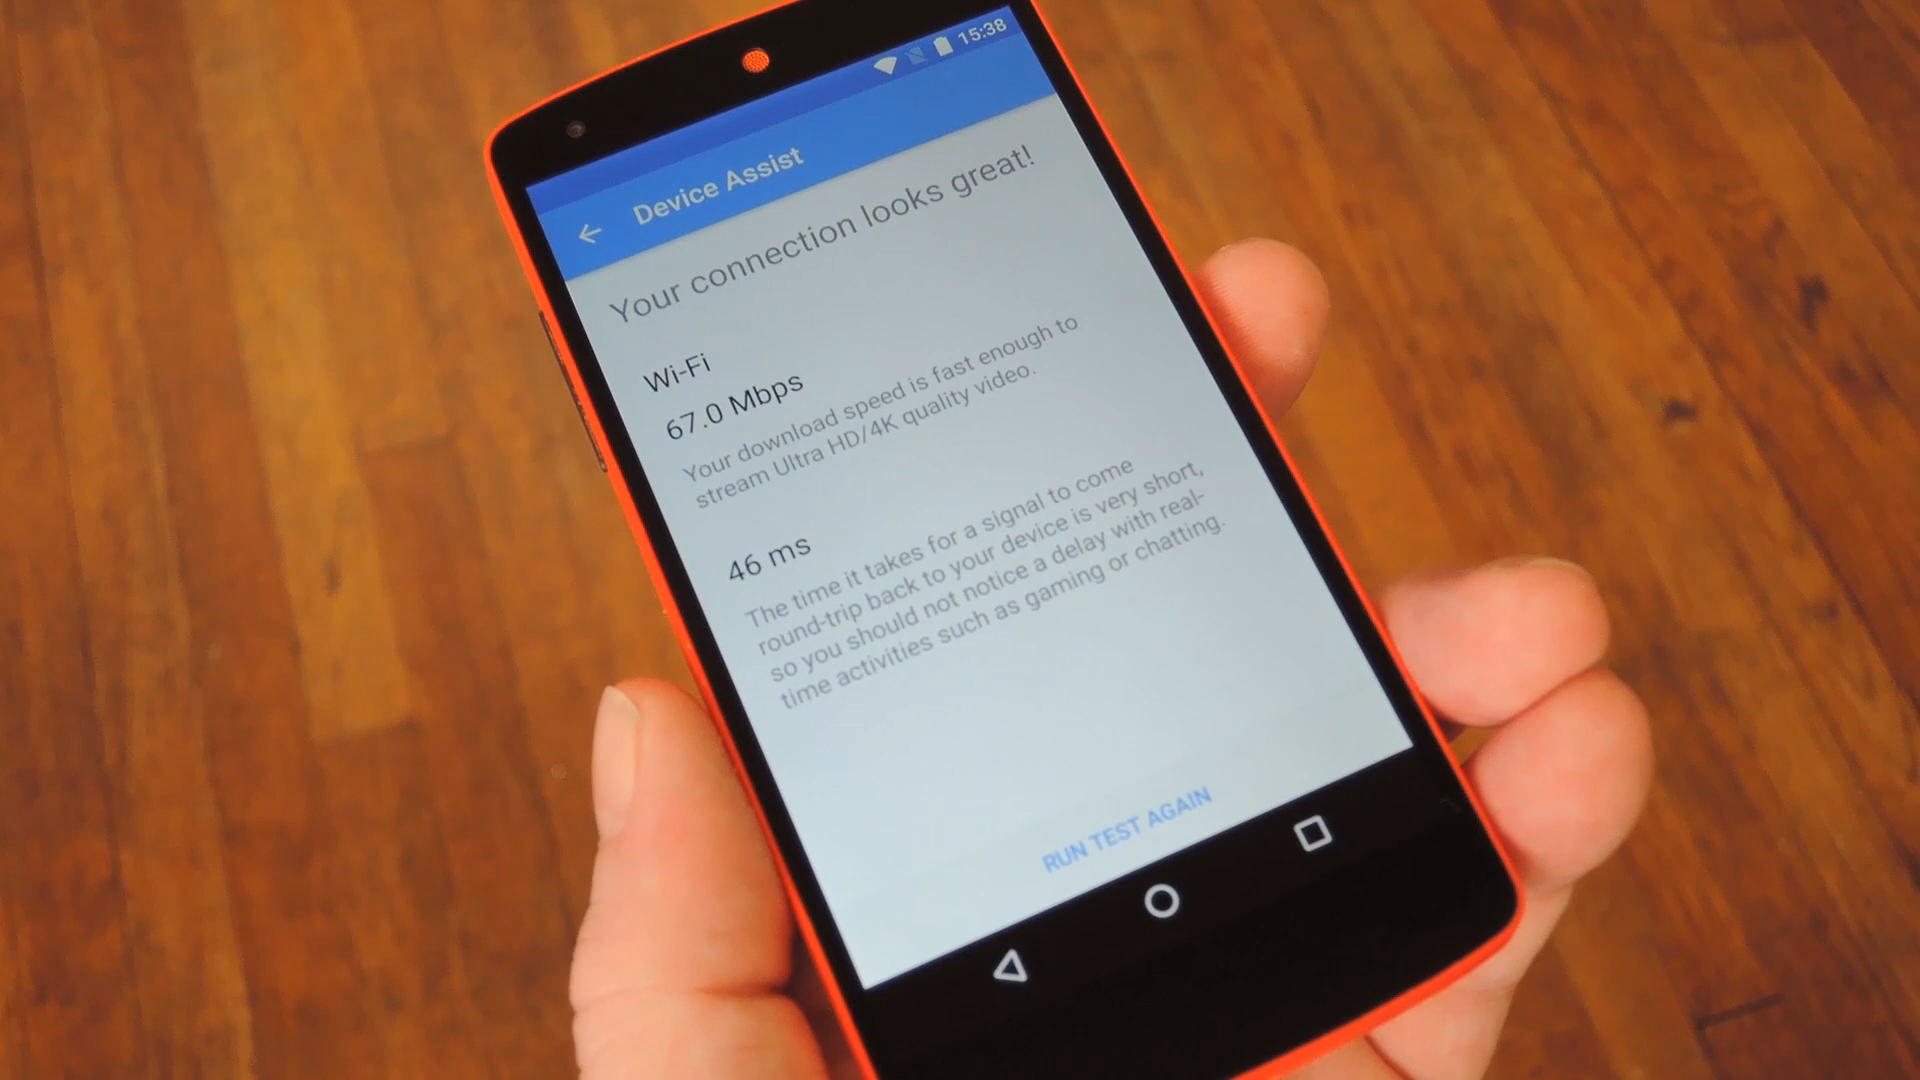 15:38
Device Assist
Your connection looks great!
Wi-Fi
67.0 Mbps
Your download speed is fast enough to
stream Ultra HD/4K quality video.
46 ms
The time it takes for a signal to come
round-trip back to your device is very short,
so you should not notice a delay with real-
time activities such as gaming or chatting.
RUN TEST AGAIN